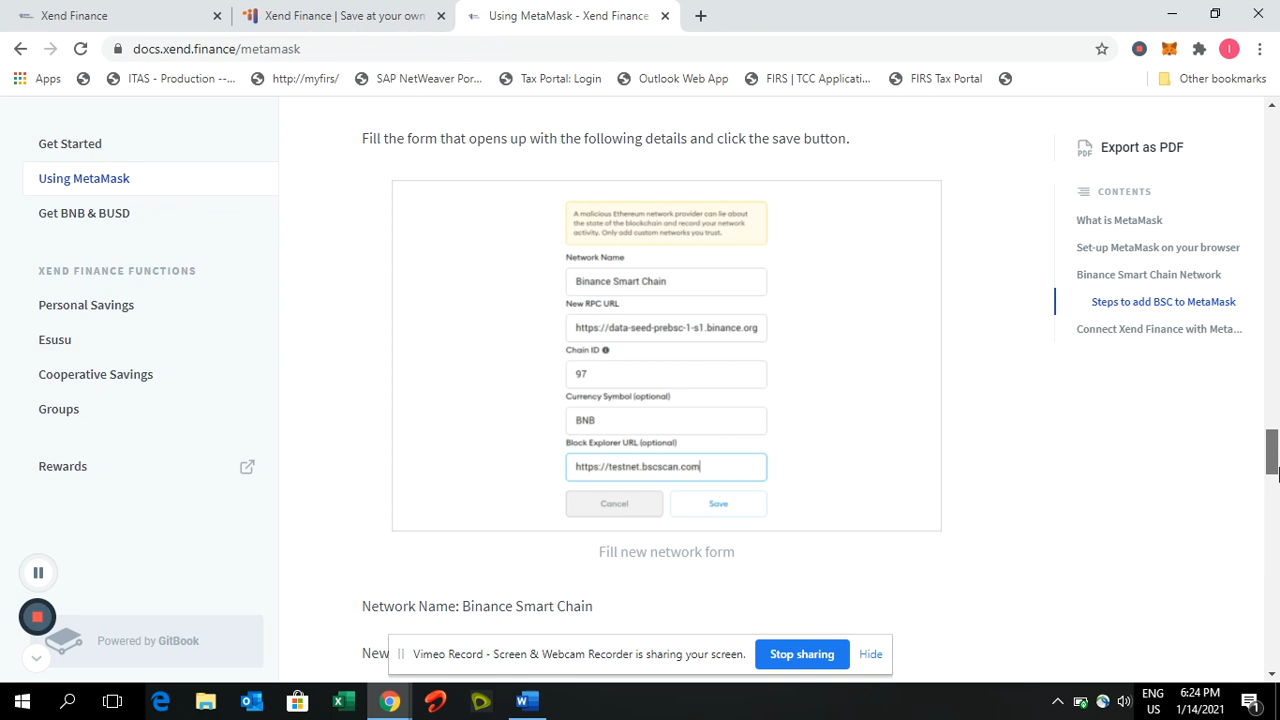 Xend Finance
Xend Finance | Save at your own
Using MetaMask - Xend Finance
docs.xend.finance/metamask
Apps
ITAS - Production --...
http://myfirs/
SAP NetWeaver Por...
Tax Portal: Login
Outlook Web App
FIRS | TCC Applicati...
FIRS Tax Portal
Other bookmarks
Get Started
Using MetaMask
Get BNB & BUSD
XEND FINANCE FUNCTIONS
Personal Savings
Esusu
Cooperative Savings
Groups
Rewards
Powered by GitBook
Fill the form that opens up with the following details and click the save button.
A malicious Ethereum network provider can lie about
the state of the blockchain and record your network
activity. Only add custom networks you trust.
Network Name
Binance Smart Chain
New RPC URL
https://data-seed-prebsc-1-s1.binance.org
Chain ID
97
Currency Symbol (optional)
BNB
Block Explorer URL (optional)
https://testnet.bscscan.com
Cancel
Save
Fill new network form
Network Name: Binance Smart Chain
New
PDF
Export as PDF
CONTENTS
What is MetaMask
Set-up MetaMask on your browser
Binance Smart Chain Network
Steps to add BSC to MetaMask
Connect Xend Finance with Meta...
Vimeo Record - Screen & Webcam Recorder is sharing your screen.
Stop sharing
Hide
ENG
US
6:24 PM
1/14/2021
1